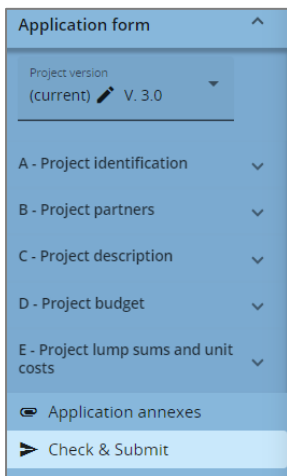 Application form
Project version
(current) V. 3.0
A - Project identification
B - Project partners
C - Project description
D - Project budget
E - Project lump sums and unit
costs
Application annexes
Check & Submit